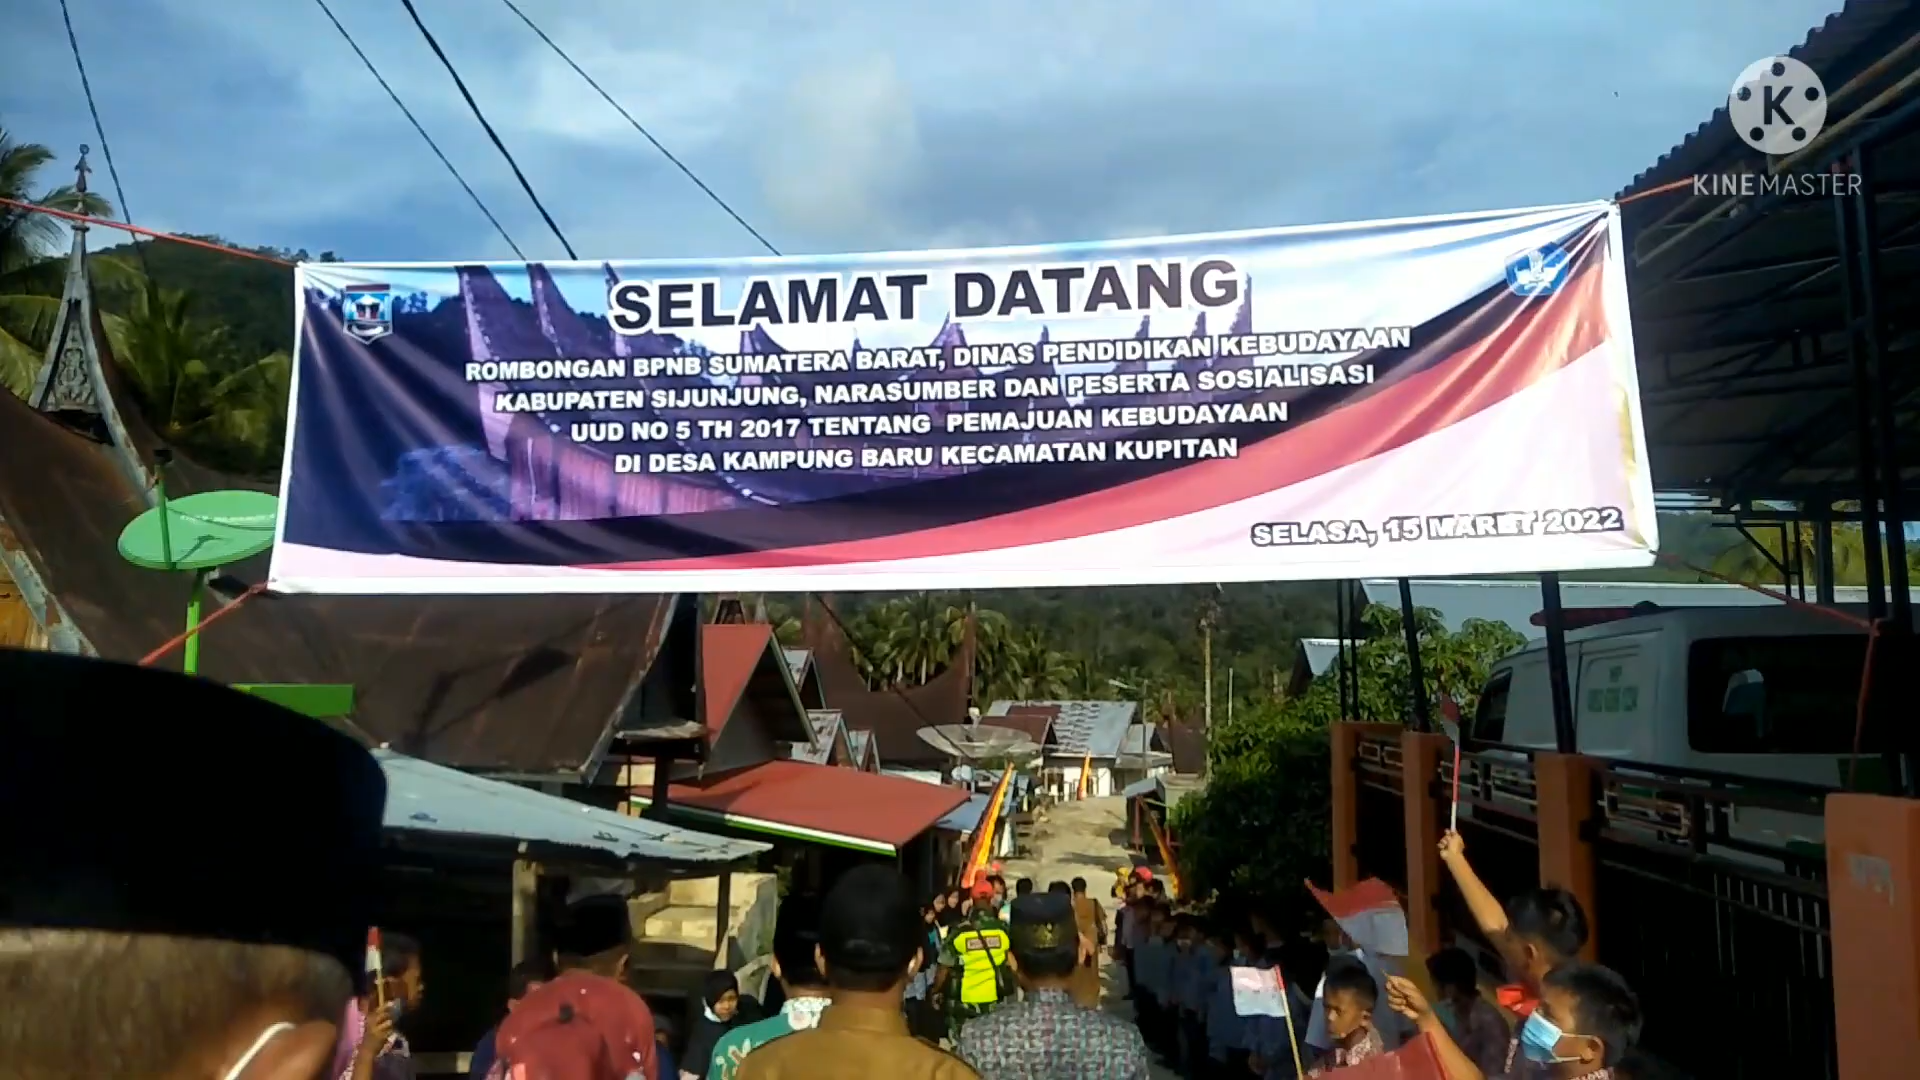 KINEMASTER
SELAMAT DATANG
ROMBONGAN BPNB SUMATERA BARAT, DINAS PENDIDIKAN KEBUDAYAAN
KABUPATEN SIJUNJUNG, NARASUMBER DAN PESERTA SOSIALISASI
UUD NO 5 TH 2017 TENTANG PEMAJUAN KEBUDAYAAN
DI DESA KAMPUNG BARU KECAMATAN KUPITAN
SELASA, 15 MARET 2022